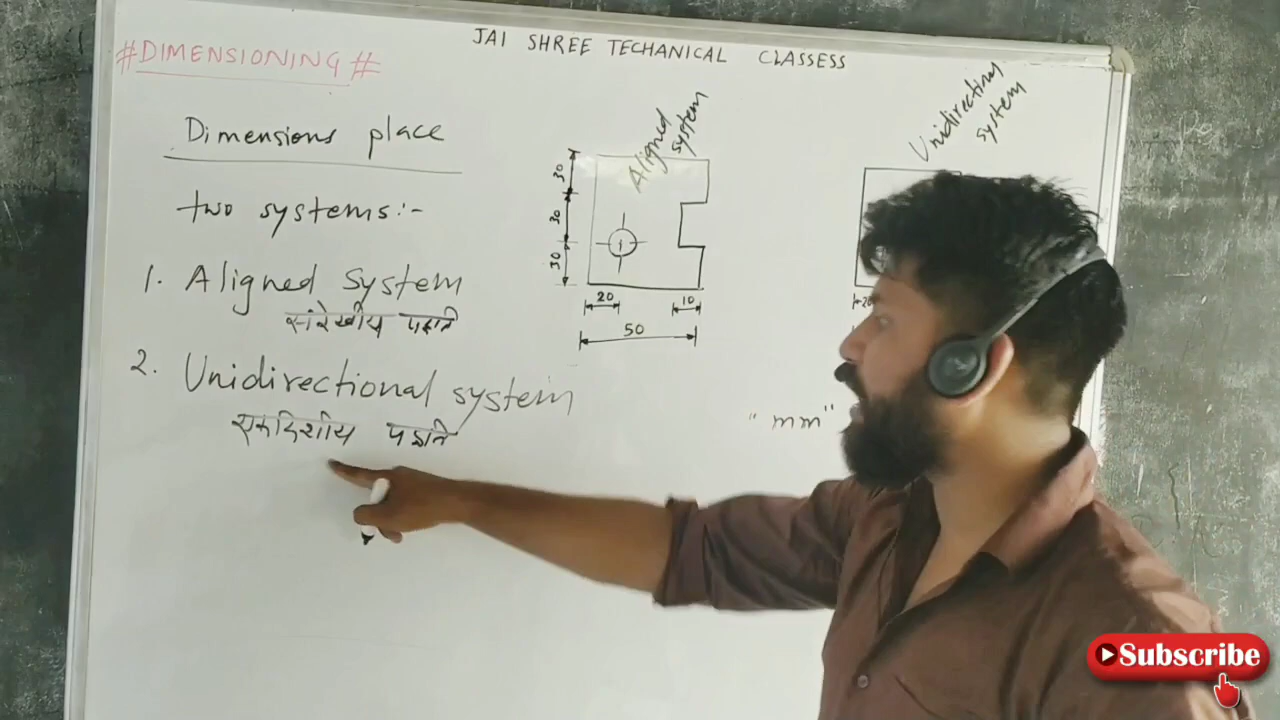 JAI SHREE TECHANICAL CLASSESS
#DIMENSIONING#
Dimensions place
two systems:-
1. Aligned System
सांरेखीय पद्धति
2. Unidirectional system
एकदिशीय पद्धति
Aligned
system
30
30
30
20
10
50
Unidirectional
system
20
"mm"
Subscribe